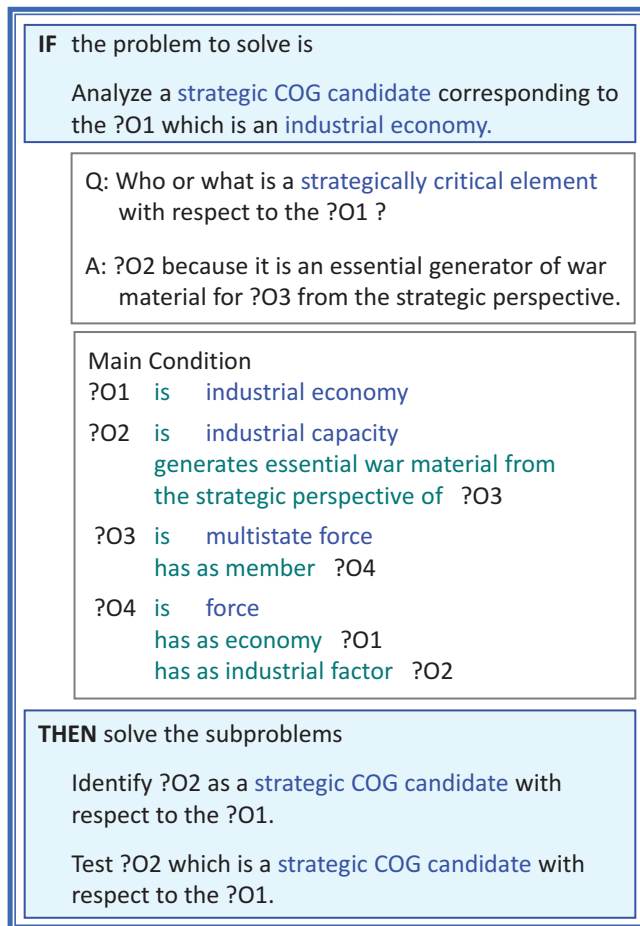 IF the problem to solve is
Analyze a strategic COG candidate corresponding to
the ?O1 which is an industrial economy.
Q: Who or what is a strategically critical element
with respect to the ?O1 ?
A: ?O2 because it is an essential generator of war
material for ?O3 from the strategic perspective.
Main Condition
?O1 is industrial economy
?O2 is industrial capacity
generates essential war material from
the strategic perspective of ?O3
?O3 is multistate force
has as member ?O4
?O4 is force
has as economy ?O1
has as industrial factor ?O2
THEN solve the subproblems
Identify ?O2 as a strategic COG candidate with
respect to the ?O1.
Test ?O2 which is a strategic COG candidate with
respect to the ?O1.